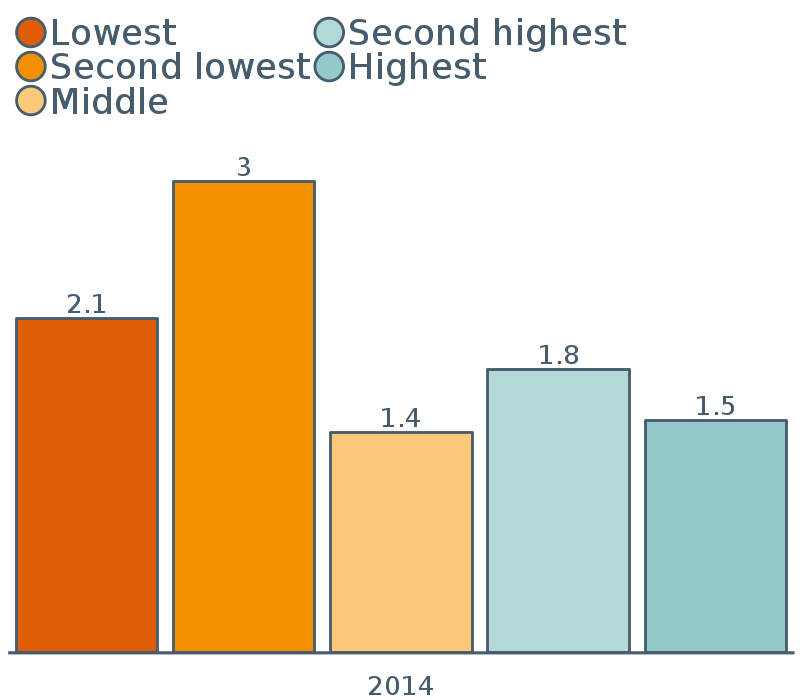 Lowest
Second lowest
Middle
Second highest
Highest
3
2.1
1.8
1.5
1.4
2014